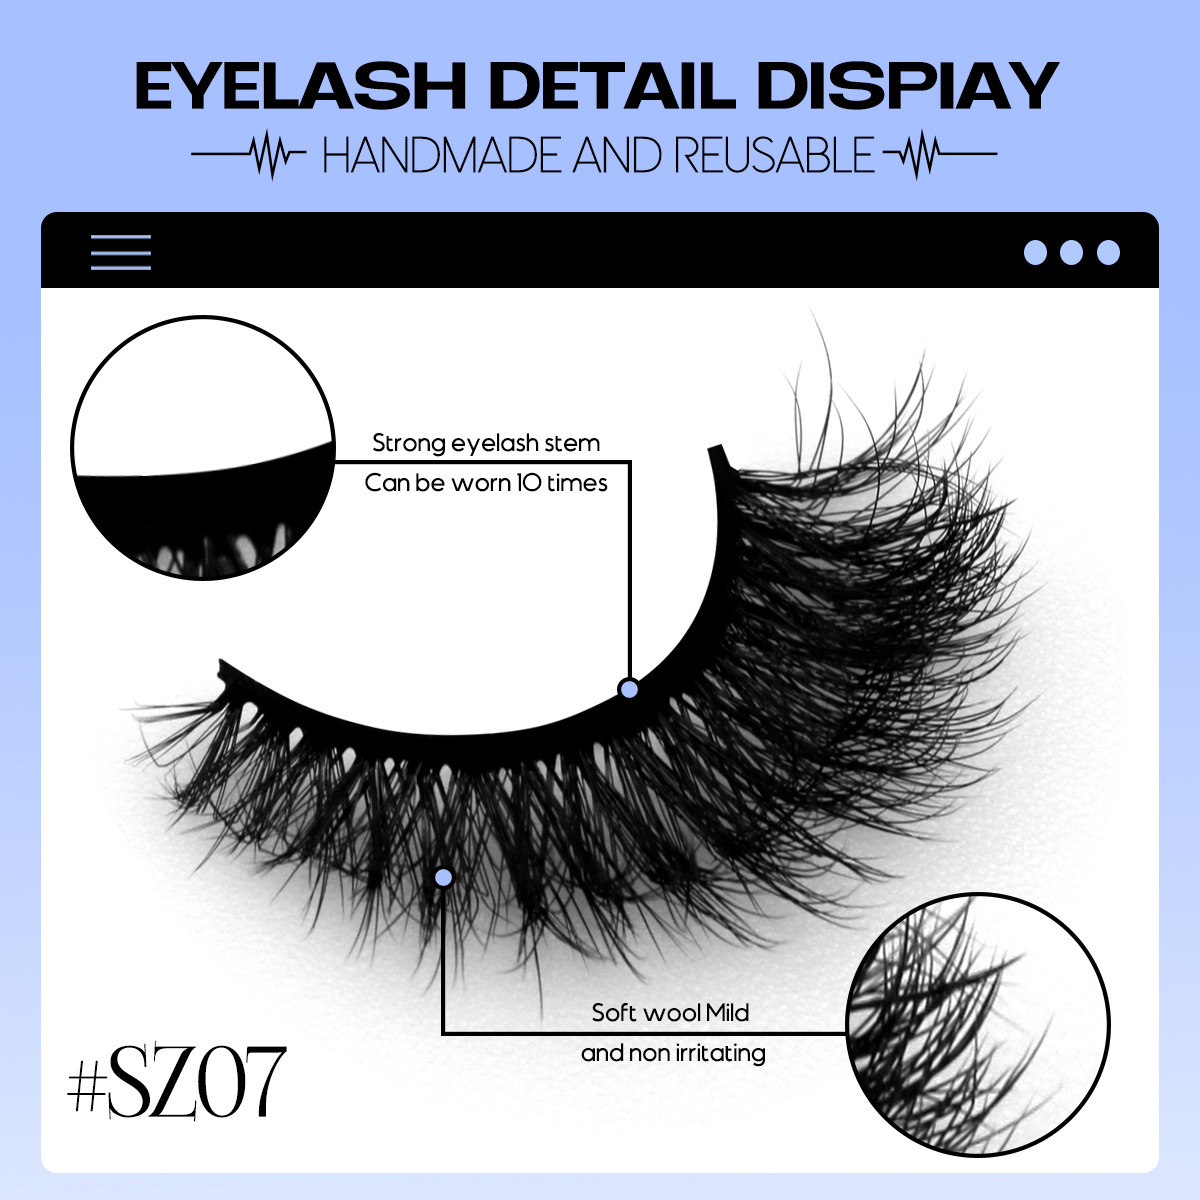 EYELASH DETAIL DISPIAY
HANDMADE AND REUSABLE
Strong eyelash stem
Can be worn 10 times
Soft wool Mild
and non irritating
#SZ07